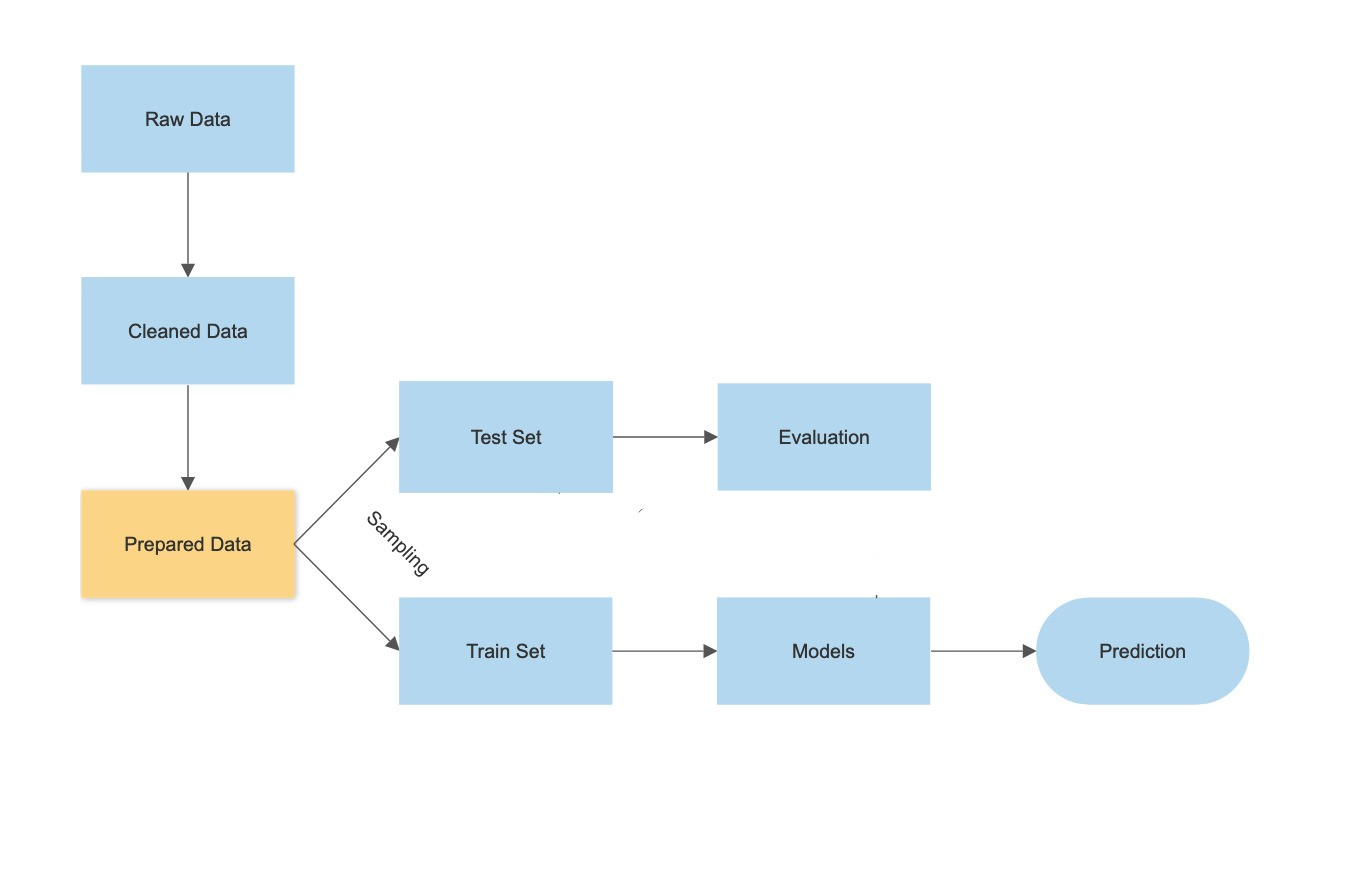 Raw Data
Cleaned Data
Test Set
Evaluation
Prepared Data
Sampling
Train Set
Models
Prediction